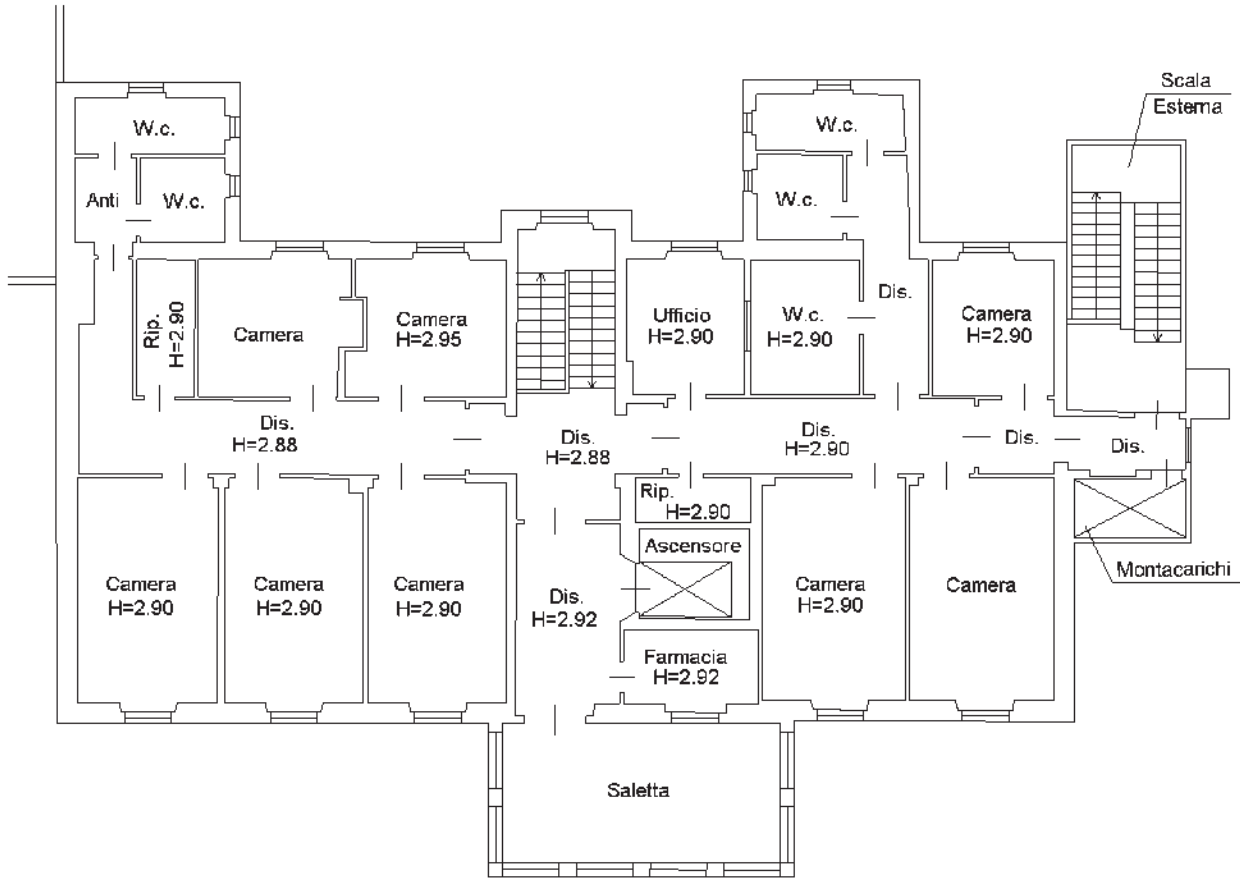 Scala
Esterna
W.c.
W.c.
Anti
W.c.
W.c.
Rip.
H=2.90
Camera
Camera
H=2.95
Ufficio
H=2.90
W.c.
H=2.90
Dis.
Camera
H=2.90
Dis.
H=2.88
Dis.
H=2.88
Dis.
H=2.90
Dis.
Dis.
Rip.
H=2.90
Ascensore
Montacarichi
Camera
H=2.90
Camera
H=2.90
Camera
H=2.90
Dis.
H=2.92
Camera
H=2.90
Camera
Farmacia
H=2.92
Saletta